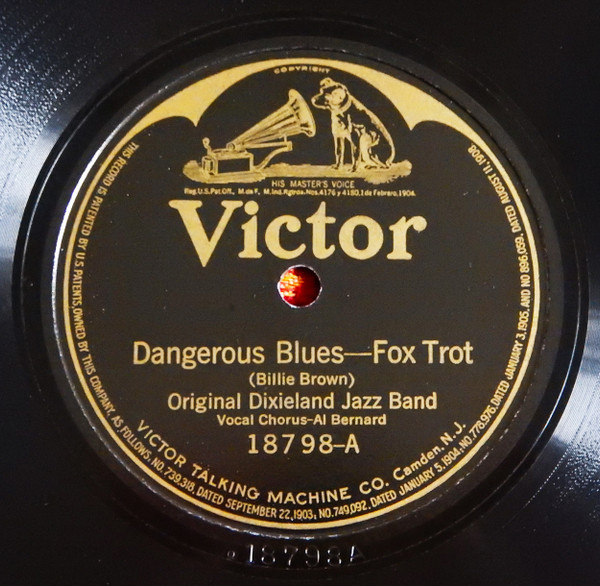 COPYRIGHT
HIS MASTER'S VOICE
Reg. U.S. Pat. Off., M. de F., M. Ind. Rgtrda. Nos. 4176 y 4180, 1 de Febrero, 1904.
Victor
Dangerous Blues—Fox Trot
(Billie Brown)
Original Dixieland Jazz Band
Vocal Chorus-Al Bernard
18798-A
VICTOR TALKING MACHINE CO. Camden, N.J.
THIS RECORD IS PATENTED BY U.S. PATENTS, OWNED BY THIS COMPANY, AS FOLLOWS, NO. 739,318, DATED SEPTEMBER 22, 1903, NO. 749,092, DATED JANUARY 5, 1904, NO. 778,976, DATED JANUARY 3, 1905, AND NO. 896,059, DATED AUGUST 11, 1908
18798A